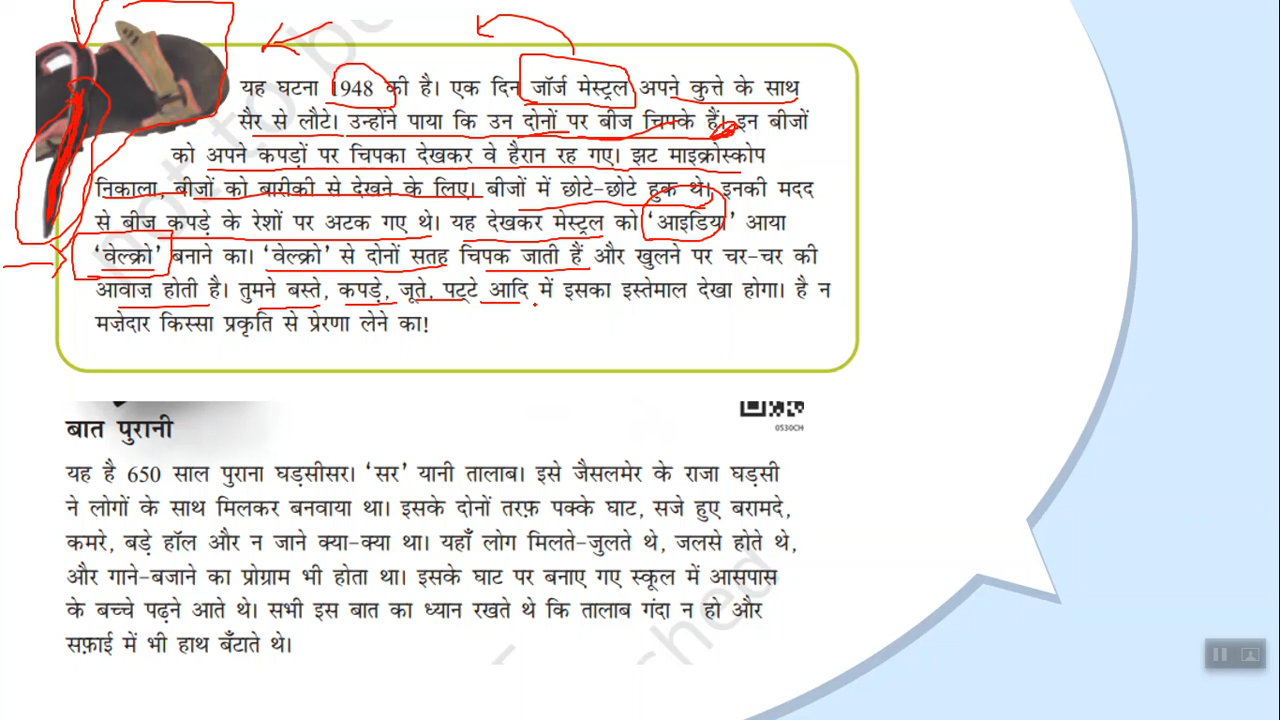 यह घटना 1948 की है। एक दिन जॉर्ज मेस्ट्रल अपने कुत्ते के साथ
सैर से लौटे। उन्होंने पाया कि उन दोनों पर बीज चिपके हैं। इन बीजों
को अपने कपड़ों पर चिपका देखकर वे हैरान रह गए। झट माइक्रोस्कोप
निकाला, बीजों को बारीकी से देखने के लिए। बीजों में छोटे-छोटे हुक थे। इनकी मदद
से बीज कपड़े के रेशों पर अटक गए थे। यह देखकर मेस्ट्रल को ‘आइडिया’ आया
‘वेल्क्रो’ बनाने का। ‘वेल्क्रो’ से दोनों सतह चिपक जाती हैं और खुलने पर चर-चर की
आवाज़ होती है। तुमने बस्ते, कपड़े, जूते, पट्टे आदि में इसका इस्तेमाल देखा होगा। है न
मज़ेदार किस्सा प्रकृति से प्रेरणा लेने का!
0530CH
बात पुरानी
यह है 650 साल पुराना घड़सीसर। ‘सर’ यानी तालाब। इसे जैसलमेर के राजा घड़सी
ने लोगों के साथ मिलकर बनवाया था। इसके दोनों तरफ़ पक्के घाट, सजे हुए बरामदे,
कमरे, बड़े हॉल और न जाने क्या-क्या था। यहाँ लोग मिलते-जुलते थे, जलसे होते थे,
और गाने-बजाने का प्रोग्राम भी होता था। इसके घाट पर बनाए गए स्कूल में आसपास
के बच्चे पढ़ने आते थे। सभी इस बात का ध्यान रखते थे कि तालाब गंदा न हो और
सफ़ाई में भी हाथ बँटाते थे।